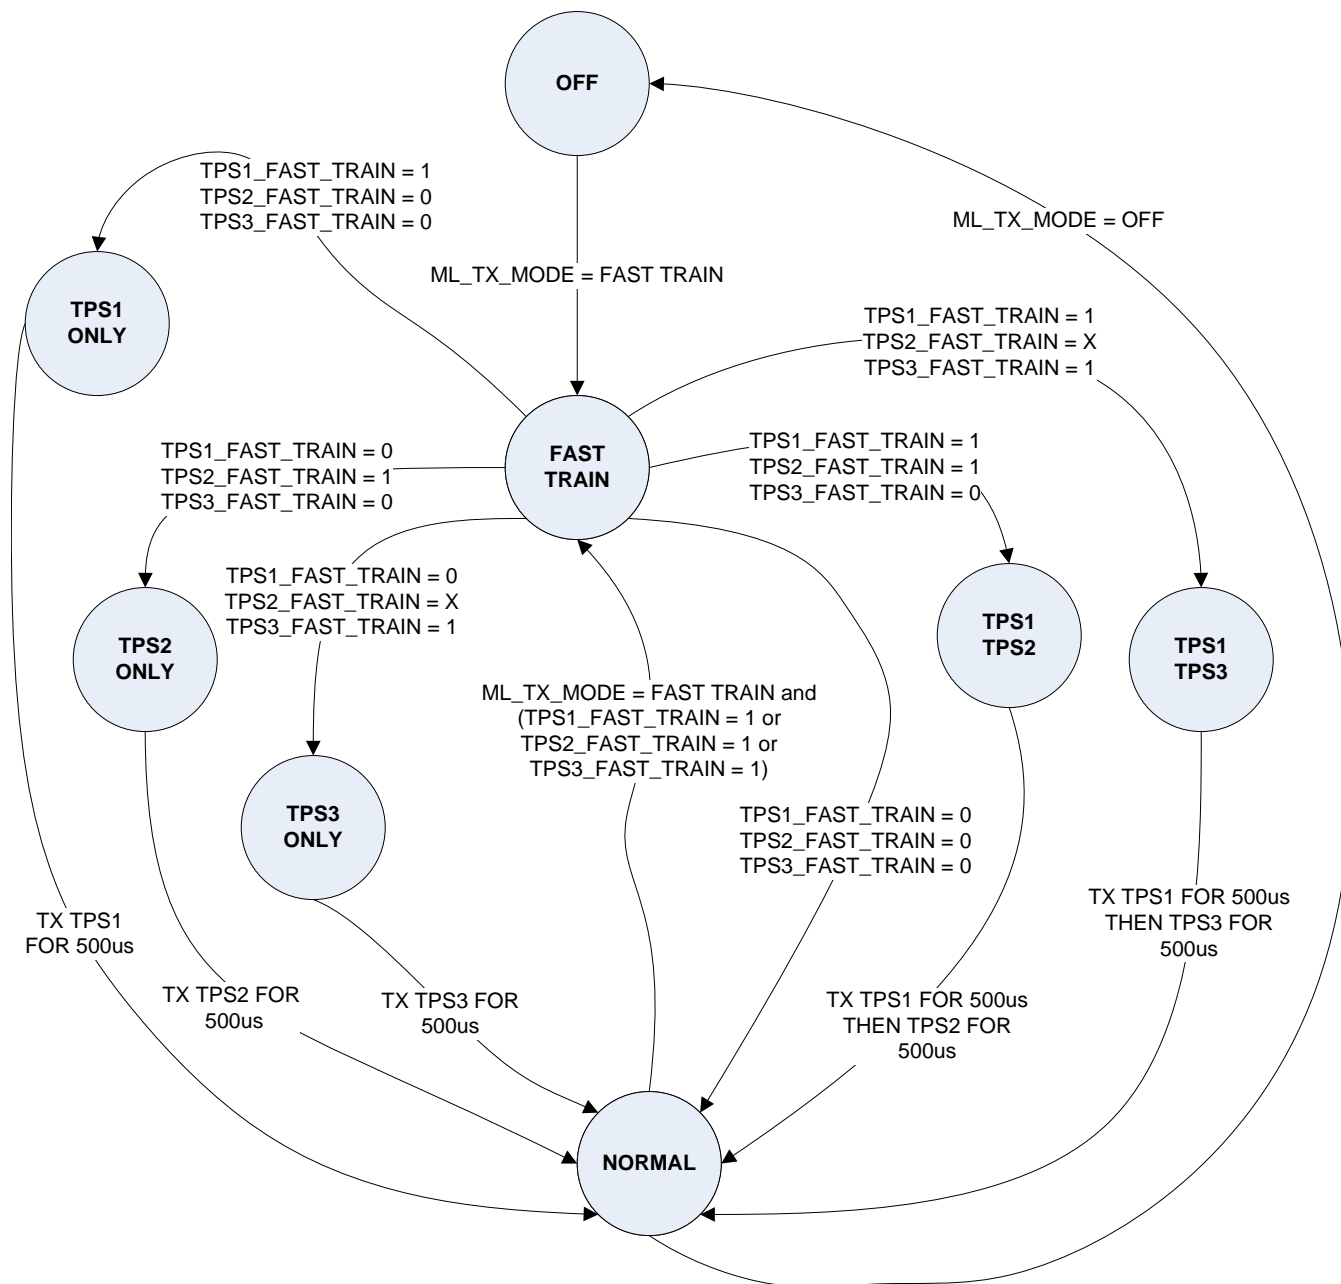 OFF
TPS1_FAST_TRAIN = 1
TPS2_FAST_TRAIN = 0
TPS3_FAST_TRAIN = 0
ML_TX_MODE = OFF
ML_TX_MODE = FAST TRAIN
TPS1
ONLY
TPS1_FAST_TRAIN = 1
TPS2_FAST_TRAIN = X
TPS3_FAST_TRAIN = 1
FAST
TRAIN
TPS1_FAST_TRAIN = 0
TPS2_FAST_TRAIN = 1
TPS3_FAST_TRAIN = 0
TPS1_FAST_TRAIN = 1
TPS2_FAST_TRAIN = 1
TPS3_FAST_TRAIN = 0
TPS1_FAST_TRAIN = 0
TPS2_FAST_TRAIN = X
TPS3_FAST_TRAIN = 1
TPS2
ONLY
TPS1
TPS2
TPS1
TPS3
ML_TX_MODE = FAST TRAIN and
(TPS1_FAST_TRAIN = 1 or
TPS2_FAST_TRAIN = 1 or
TPS3_FAST_TRAIN = 1)
TPS3
ONLY
TPS1_FAST_TRAIN = 0
TPS2_FAST_TRAIN = 0
TPS3_FAST_TRAIN = 0
TX TPS1
FOR 500us
TX TPS1 FOR 500us
THEN TPS3 FOR
500us
TX TPS2 FOR
500us
TX TPS3 FOR
500us
TX TPS1 FOR 500us
THEN TPS2 FOR
500us
NORMAL